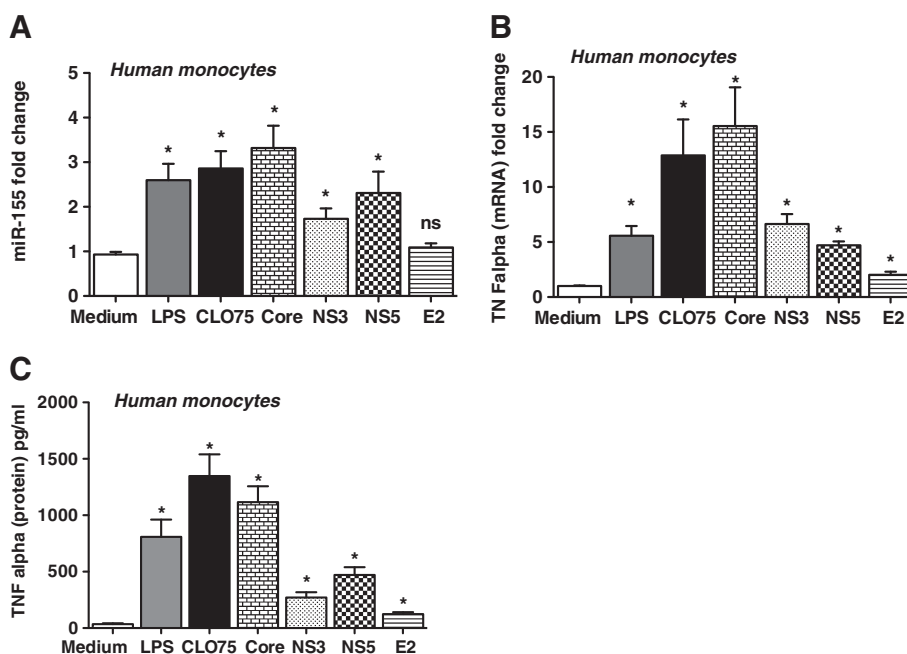 A
Human monocytes
miR-155 fold change
5
4
3
2
1
0
* * * * * ns
Medium LPS CLO75 Core NS3 NS5 E2
B
Human monocytes
TN Falpha (mRNA) fold change
20
15
10
5
0
* * * * * *
Medium LPS CLO75 Core NS3 NS5 E2
C
Human monocytes
TNF alpha (protein) pg/ml
2000
1500
1000
500
0
* * * * * *
Medium LPS CLO75 Core NS3 NS5 E2